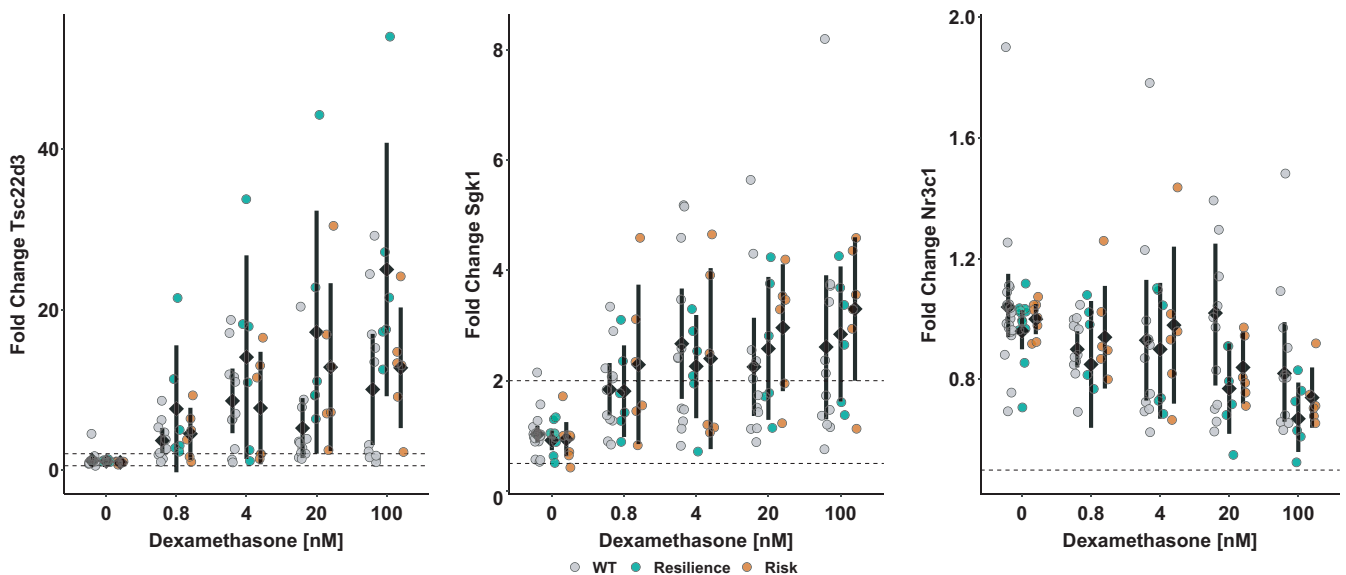 Fold Change Tsc22d3
40
20
0
0 0.8 4 20 100
Dexamethasone [nM]
Fold Change Sgk1
8
6
4
2
0
0 0.8 4 20 100
Dexamethasone [nM]
Fold Change Nr3c1
2.0
1.6
1.2
0.8
0 0.8 4 20 100
Dexamethasone [nM]
WT Resilience Risk